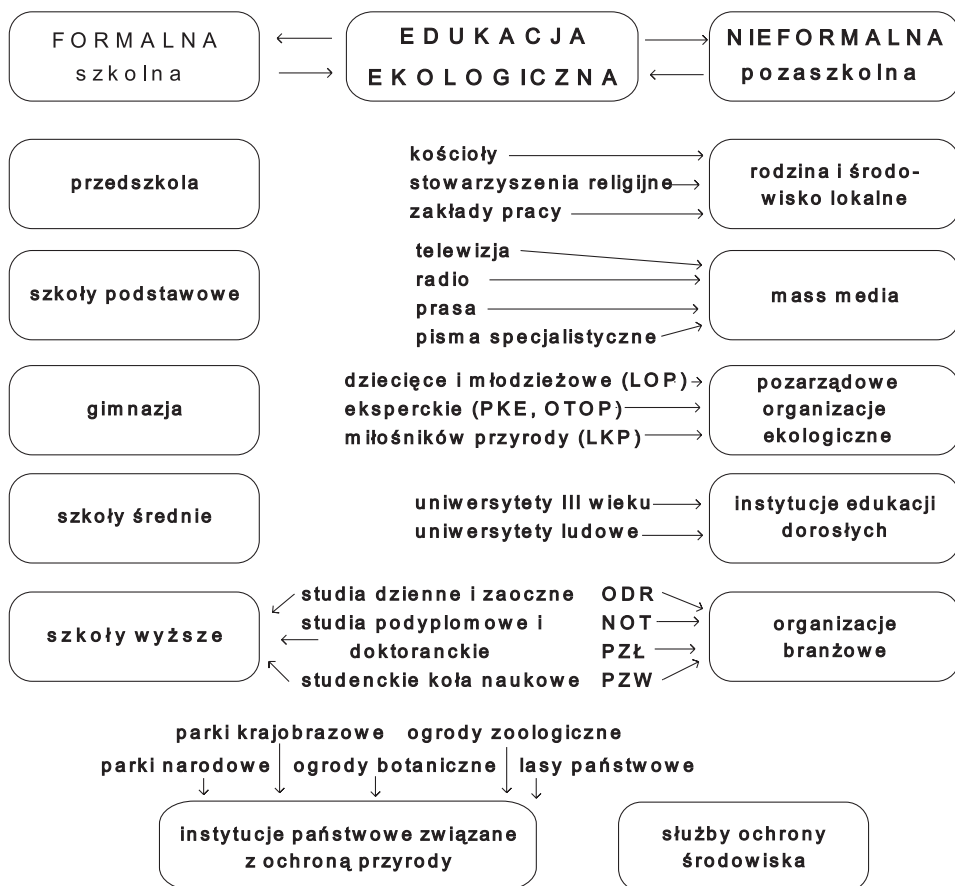 FORMALNA
szkolna
EDUKACJA
EKOLOGICZNA
NIEFORMALNA
pozaszkolna
przedszkola
kościoły
stowarzyszenia religijne
zakłady pracy
rodzina i środo-
wisko lokalne
szkoły podstawowe
telewizja
radio
prasa
pisma specjalistyczne
mass media
gimnazja
dziecięce i młodzieżowe (LOP)
eksperckie (PKE, OTOP)
miłośników przyrody (LKP)
pozarządowe
organizacje
ekologiczne
szkoły średnie
uniwersytety III wieku
uniwersytety ludowe
instytucje edukacji
dorosłych
szkoły wyższe
studia dzienne i zaoczne
studia podyplomowe i
doktoranckie
studenckie koła naukowe
ODR
NOT
PZŁ
PZW
organizacje
branżowe
parki krajobrazowe
ogrody zoologiczne
parki narodowe
ogrody botaniczne
lasy państwowe
instytucje państwowe związane
z ochroną przyrody
służby ochrony
środowiska